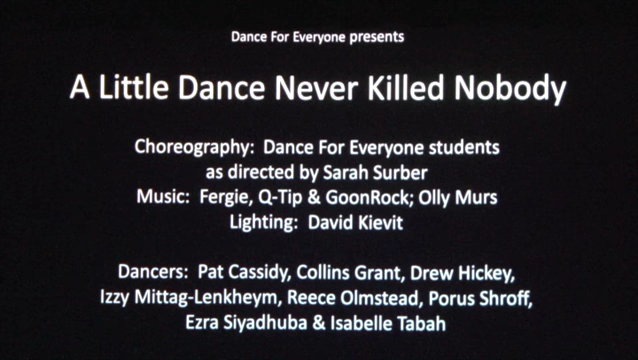 Dance For Everyone presents
A Little Dance Never Killed Nobody
Choreography:  Dance For Everyone students
as directed by Sarah Surber
Music:  Fergie, Q-Tip & GoonRock; Olly Murs
Lighting:  David Kievit
Dancers:  Pat Cassidy, Collins Grant, Drew Hickey,
Izzy Mittag-Lenkheym, Reece Olmstead, Porus Shroff,
Ezra Siyadhuba & Isabelle Tabah